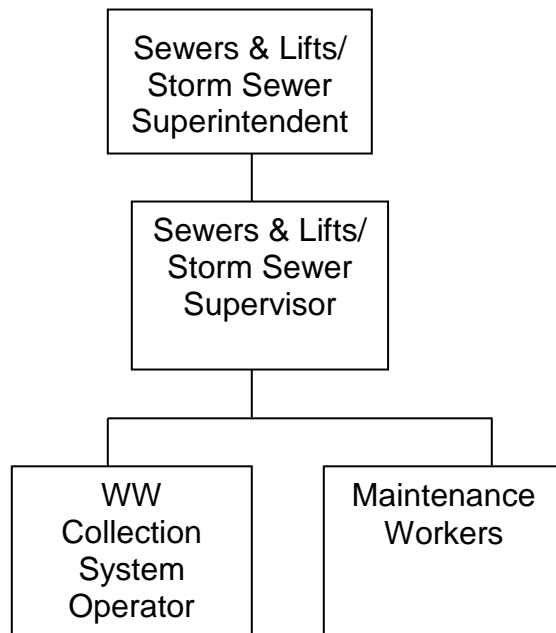 Sewers & Lifts/
Storm Sewer
Superintendent
Sewers & Lifts/
Storm Sewer
Supervisor
WW
Collection
System
Operator
Maintenance
Workers